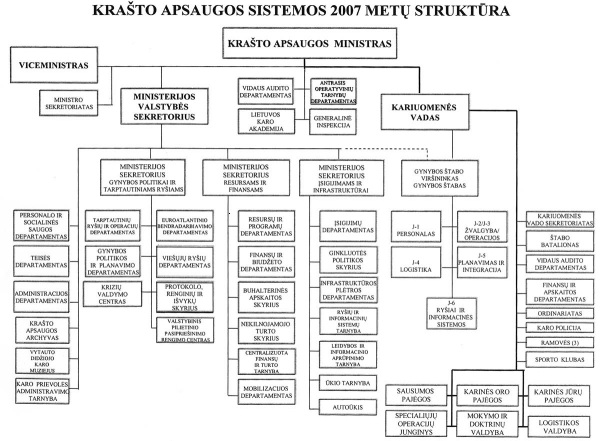 KRAŠTO APSAUGOS SISTEMOS 2007 METŲ STRUKTŪRA
KRAŠTO APSAUGOS MINISTRAS
VICEMINISTRAS
MINISTRO
SEKRETORIATAS
MINISTERIJOS
VALSTYBĖS
SEKRETORIUS
VIDAUS AUDITO
DEPARTAMENTAS
ANTRASIS
OPERATYVINIŲ
TARNYBŲ
DEPARTAMENTAS
LIETUVOS
KARO
AKADEMIJA
GENERALINĖ
INSPEKCIJA
KARIUOMENĖS
VADAS
MINISTERIJOS
SEKRETORIUS
GYNYBOS POLITIKAI IR
TARPTAUTINIAMS RYŠIAMS
MINISTERIJOS
SEKRETORIUS
RESURSAMS IR
FINANSAMS
MINISTERIJOS
SEKRETORIUS
ĮSIGIJIMAMS IR
INFRASTRUKTŪRAI
GYNYBOS ŠTABO
VIRŠININKAS
GYNYBOS ŠTABAS
PERSONALO IR
SOCIALINĖS
SAUGOS
DEPARTAMENTAS
TEISĖS
DEPARTAMENTAS
ADMINISTRACIJOS
DEPARTAMENTAS
KRAŠTO
APSAUGOS
ARCHYVAS
VYTAUTO
DIDŽIOJO
KARO
MUZIEJUS
KARO PRIEVOLĖS
ADMINISTRAVIMO
TARNYBA
TARPTAUTINIŲ
RYŠIŲ IR OPERACIJŲ
DEPARTAMENTAS
GYNYBOS
POLITIKOS
IR PLANAVIMO
DEPARTAMENTAS
KRIZIŲ
VALDYMO
CENTRAS
EUROATLANTINIO
BENDRADARBIAVIMO
DEPARTAMENTAS
VIEŠŲJŲ RYŠIŲ
DEPARTAMENTAS
PROTOKOLO,
RENGINIŲ IR
IŠVYKŲ
SKYRIUS
VALSTYBINIS
PILIETINIO
PASIPRIEŠINIMO
RENGIMO CENTRAS
RESURSŲ IR
PROGRAMŲ
DEPARTAMENTAS
FINANSŲ IR
BIUDŽETO
DEPARTAMENTAS
BUHALTERINĖS
APSKAITOS
SKYRIUS
NEKILNOJAMOJO
TURTO
SKYRIUS
CENTRALIZUOTA
FINANSŲ
IR TURTO
TARNYBA
MOBILIZACIJOS
DEPARTAMENTAS
ĮSIGIJIMŲ
DEPARTAMENTAS
GINKLUOTĖS
POLITIKOS
SKYRIUS
INFRASTRUKTŪROS
PLĖTROS
DEPARTAMENTAS
RYŠIŲ IR
INFORMACINIŲ
SISTEMŲ
TARNYBA
LEIDYBOS IR
INFORMACINIO
APRŪPINIMO
TARNYBA
ŪKIO TARNYBA
AUTOŪKIS
J-1
PERSONALAS
J-2/J-3
ŽVALGYBA/
OPERACIJOS
J-4
LOGISTIKA
J-5
PLANAVIMAS IR
INTEGRACIJA
J-6
RYŠIAI IR
INFORMACINĖS
SISTEMOS
KARIUOMENĖS
VADO SEKRETORIATAS
ŠTABO
BATALIONAS
VIDAUS AUDITO
DEPARTAMENTAS
FINANSŲ IR
APSKAITOS
DEPARTAMENTAS
ORDINARIATAS
KARO POLICIJA
RAMOVĖS (3)
SPORTO KLUBAS
SAUSUMOS
PAJĖGOS
KARINĖS ORO
PAJĖGOS
KARINĖS JŪRŲ
PAJĖGOS
SPECIALIŲJŲ
OPERACIJŲ
JUNGINYS
MOKYMO IR
DOKTRINŲ
VALDYBA
LOGISTIKOS
VALDYBA